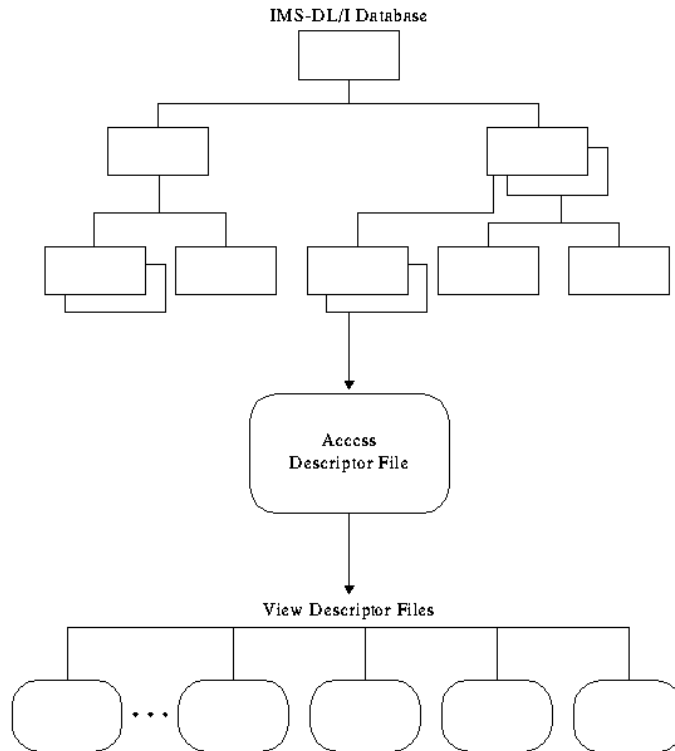 IMS-DL/I Database
Access
Descriptor File
View Descriptor Files
• • •